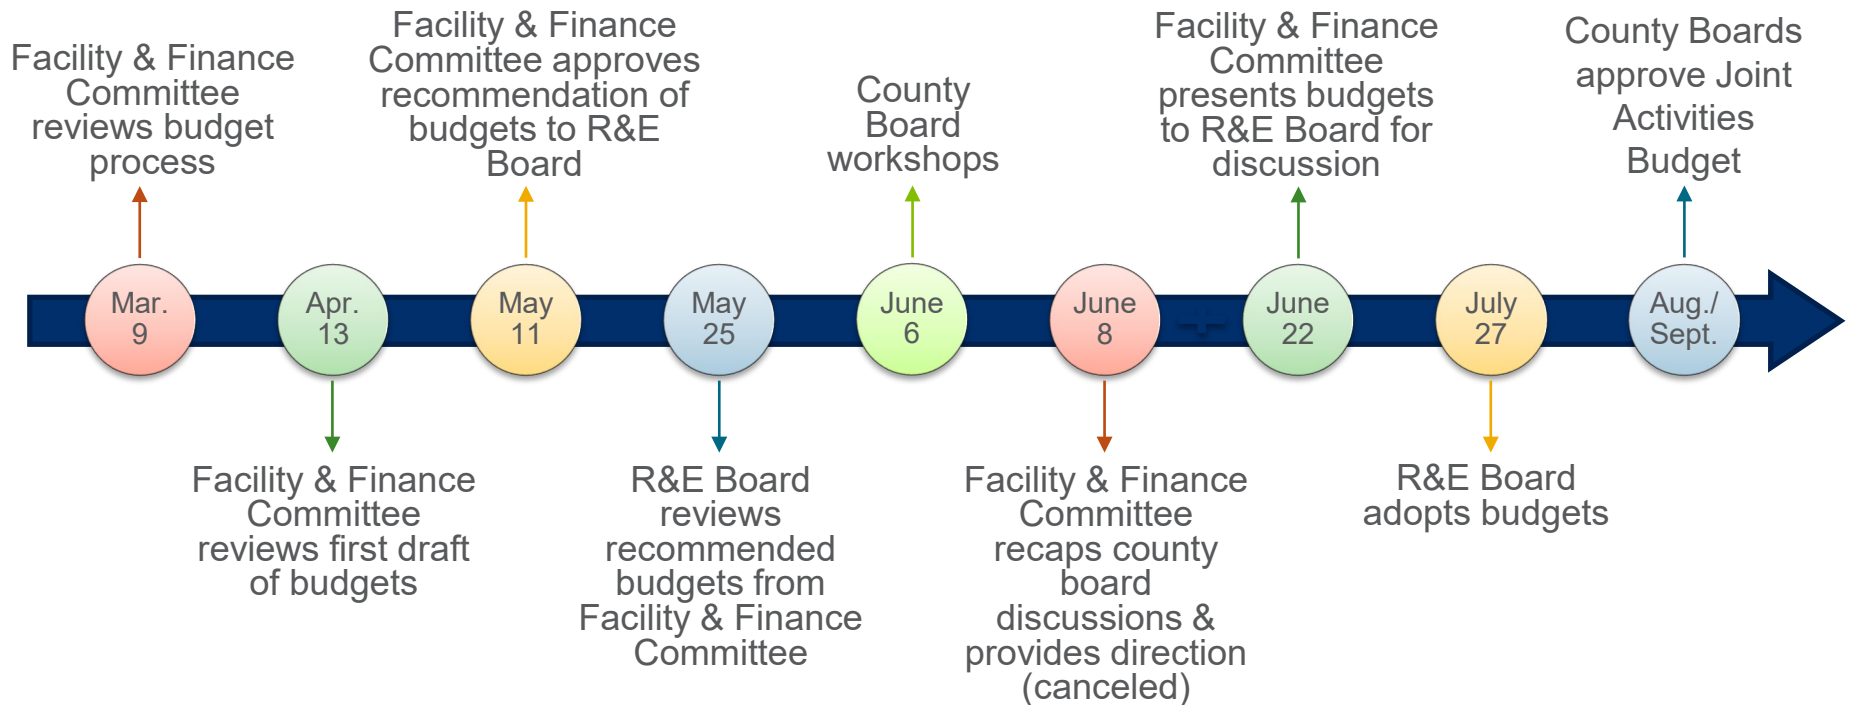 Facility & Finance
Committee
reviews budget
process
Facility & Finance
Committee approves
recommendation of
budgets to R&E
Board
County
Board
workshops
Facility & Finance
Committee
presents budgets
to R&E Board for
discussion
County Boards
approve Joint
Activities
Budget
Mar.
9
Apr.
13
May
11
May
25
June
6
June
8
June
22
July
27
Aug./
Sept.
Facility & Finance
Committee
reviews first draft
of budgets
R&E Board
reviews
recommended
budgets from
Facility & Finance
Committee
Facility & Finance
Committee
recaps county
board
discussions &
provides direction
(canceled)
R&E Board
adopts budgets